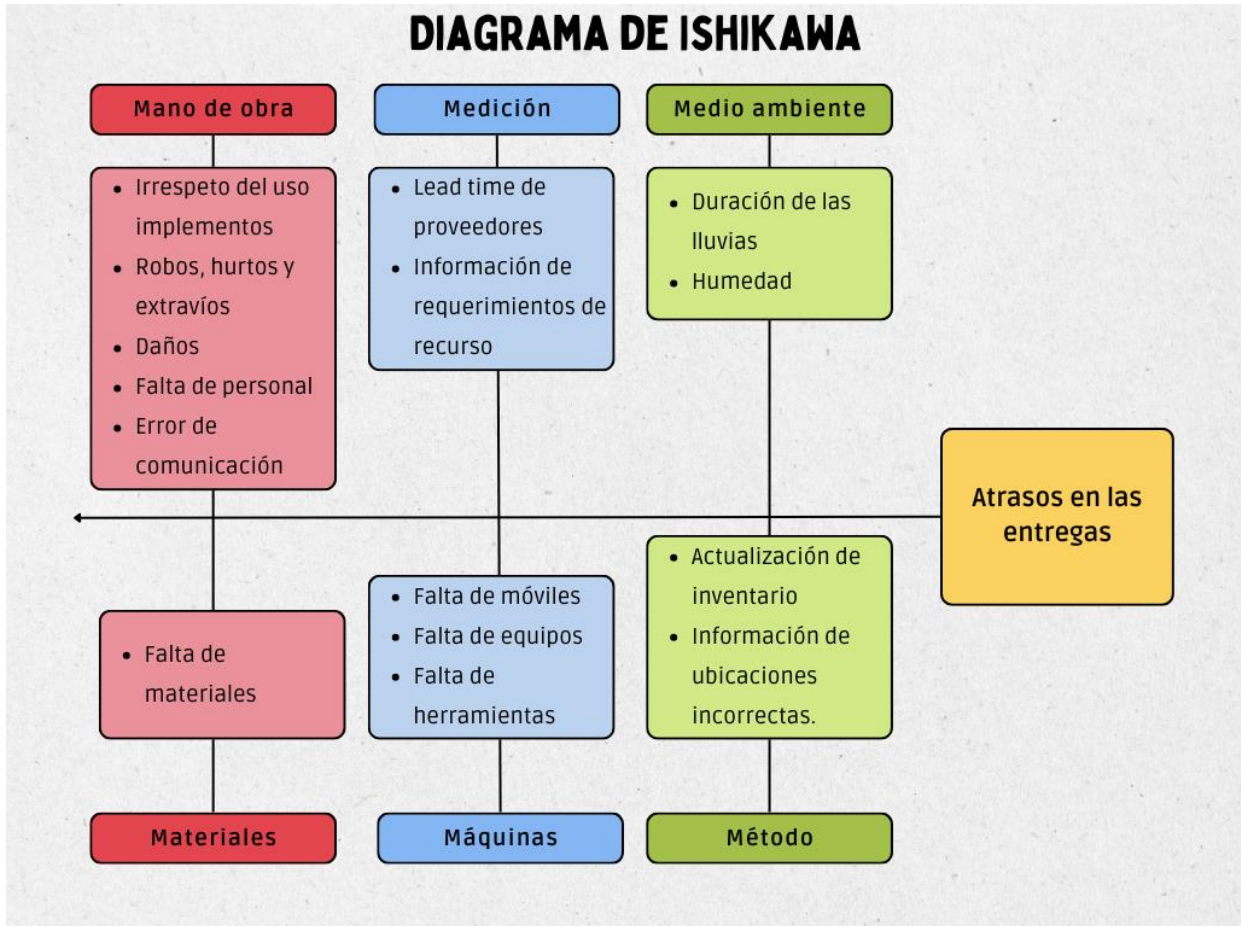 DIAGRAMA DE ISHIKAWA
Mano de obra
Medición
Medio ambiente
• Irrespeto del uso
implementos
• Robos, hurtos y
extravíos
• Daños
• Falta de personal
• Error de
comunicación
• Lead time de
proveedores
• Información de
requerimientos de
recurso
• Duración de las
lluvias
• Humedad
Atrasos en las
entregas
• Falta de
materiales
• Falta de móviles
• Falta de equipos
• Falta de
herramientas
• Actualización de
inventario
• Información de
ubicaciones
incorrectas.
Materiales
Máquinas
Método